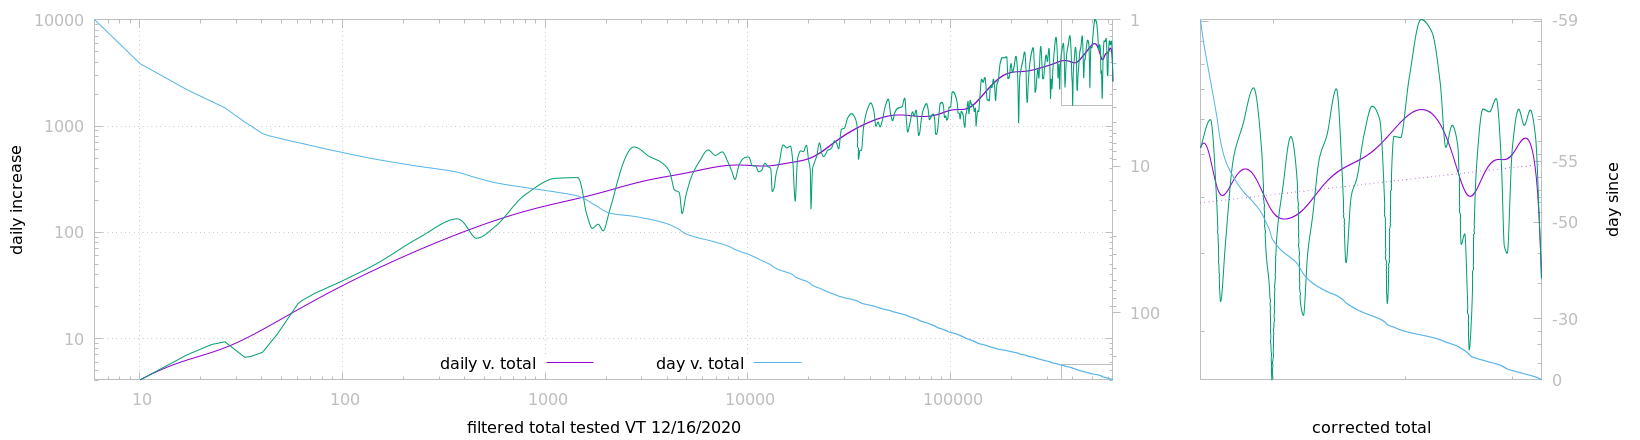 10000
1000
100
10
daily increase
10
100
1000
10000
100000
1
10
100
daily v. total
day v. total
filtered total tested VT 12/16/2020
-59
-55
-50
-30
0
day since
corrected total